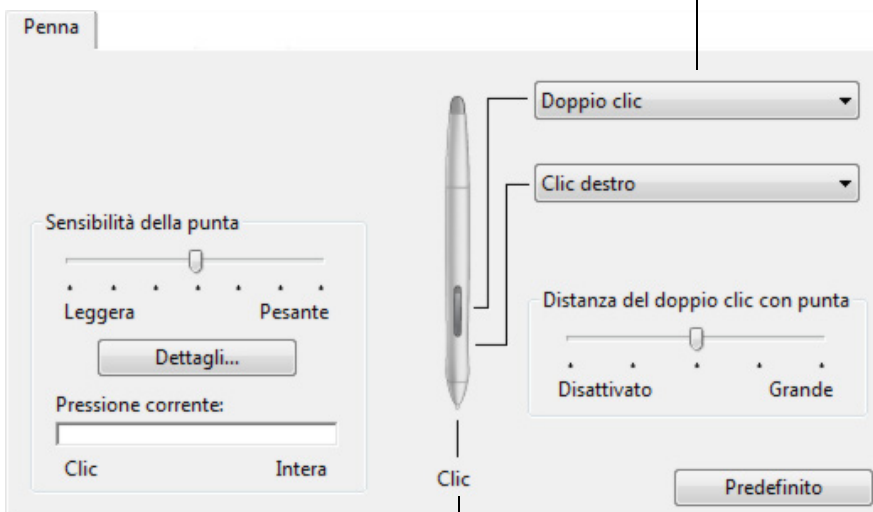 Penna
Doppio clic
Clic destro
Sensibilità della punta
Leggera Pesante
Dettagli...
Pressione corrente:
Clic Intera
Clic
Distanza del doppio clic con punta
Disattivato Grande
Predefinito